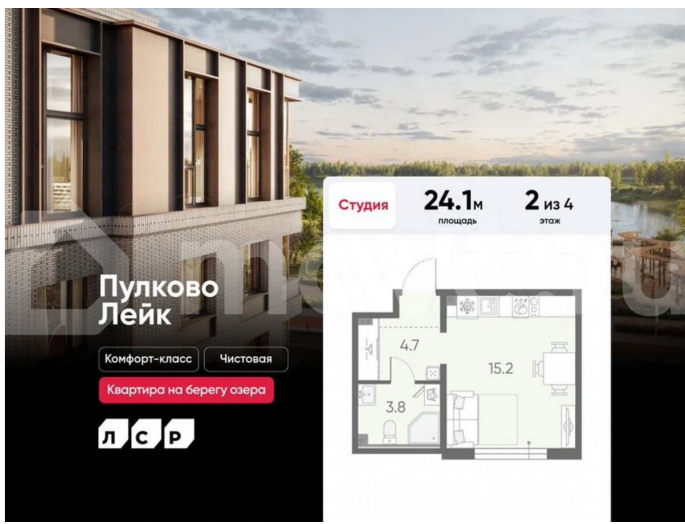 Студия
24.1м
площадь
2 из 4
этаж
Пулково
Лейк
Комфорт-класс
Чистовая
Квартира на берегу озера
ЛСР
4.7
15.2
3.8